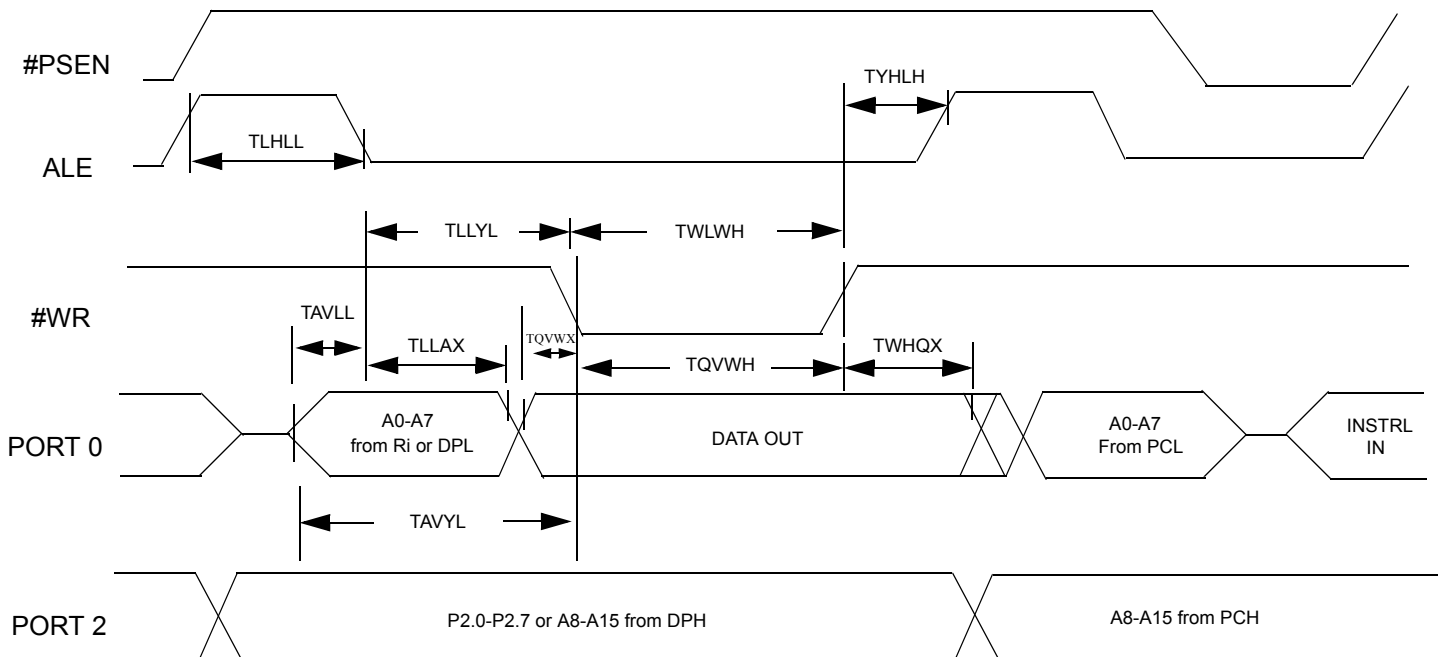 #PSEN
TYHLH
TLHLL
ALE
TLLYL
TWLWH
#WR
TAVLL
TLLAX
TQVWX
TQVWH
TWHQX
PORT 0
A0-A7
from Ri or DPL
DATA OUT
A0-A7
From PCL
INSTRL
IN
TAVYL
PORT 2
P2.0-P2.7 or A8-A15 from DPH
A8-A15 from PCH